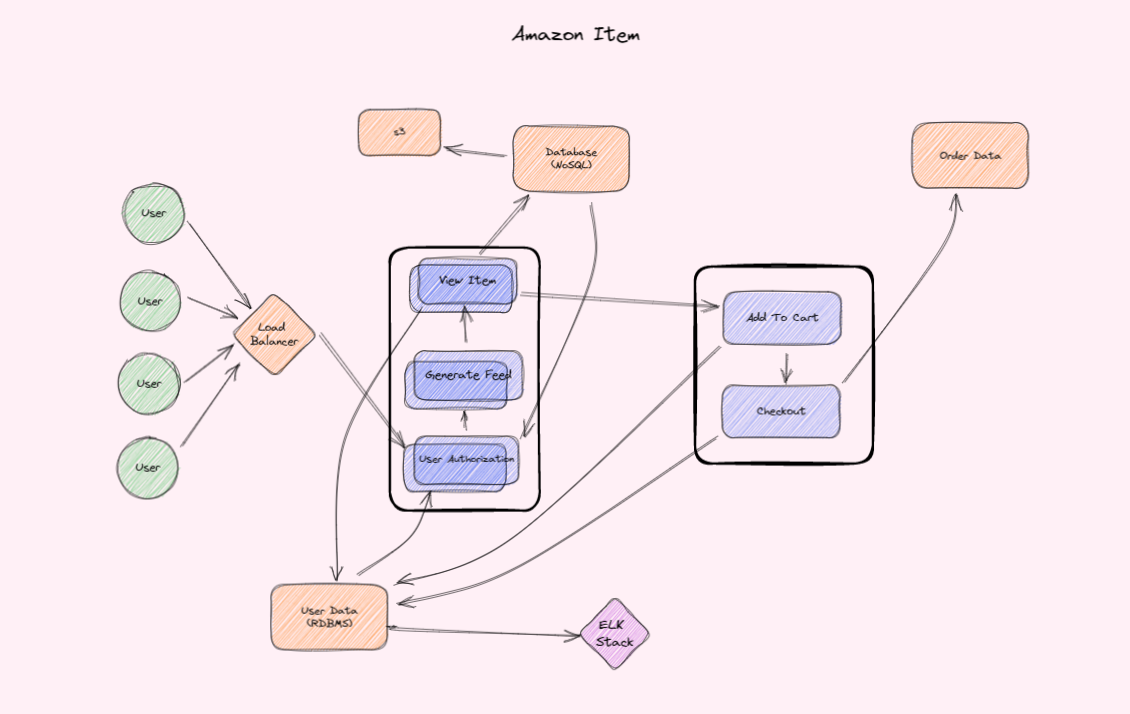 Amazon Item
s3
Database
(NoSQL)
Order Data
User
User
User
User
Load
Balancer
View Item
Generate Feed
User Authorization
Add To Cart
Checkout
User Data
(RDBMS)
ELK
Stack